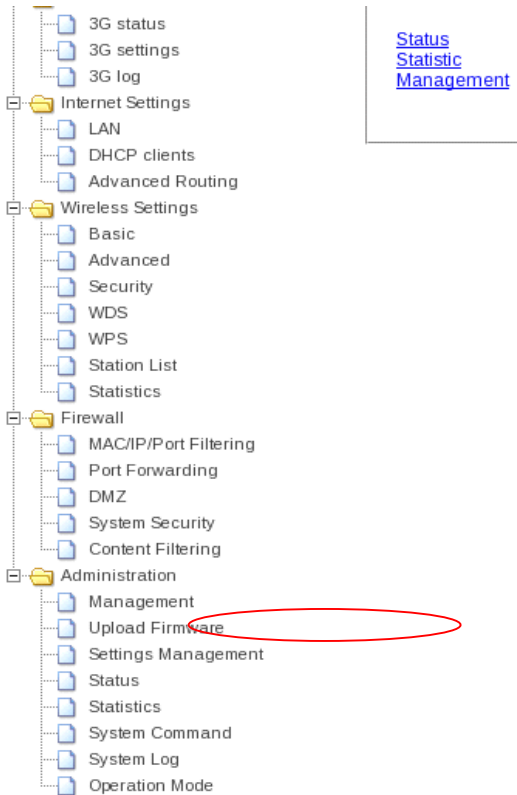 3G status
3G settings
3G log
Internet Settings
LAN
DHCP clients
Advanced Routing
Wireless Settings
Basic
Advanced
Security
WDS
WPS
Station List
Statistics
Firewall
MAC/IP/Port Filtering
Port Forwarding
DMZ
System Security
Content Filtering
Administration
Management
Upload Firmware
Settings Management
Status
Statistics
System Command
System Log
Operation Mode
Status
Statistic
Management